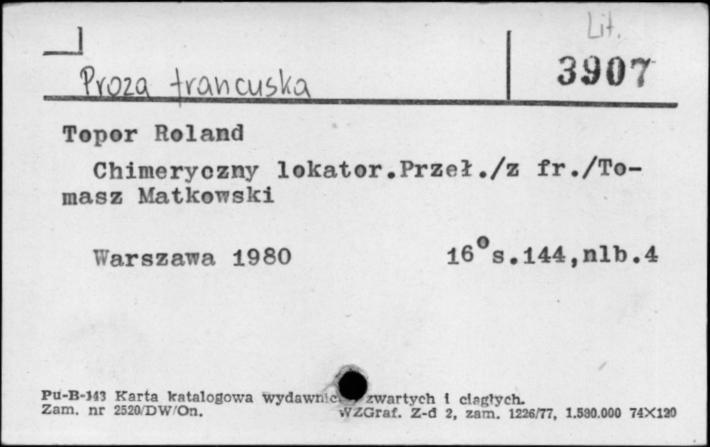 Lit.
3907
Proza francuska
Topor Roland
Chimeryczny lokator.Przeł./z fr./To-
masz Matkowski
Warszawa 1980 16° s.144,nlb.4
Pu-B-143 Karta katalogowa zwartych i ciągłych.
Zam. nr 2520/DW/On. WZGraf. Z-d 2, zam. 1226/77, 1.580.000 74X120